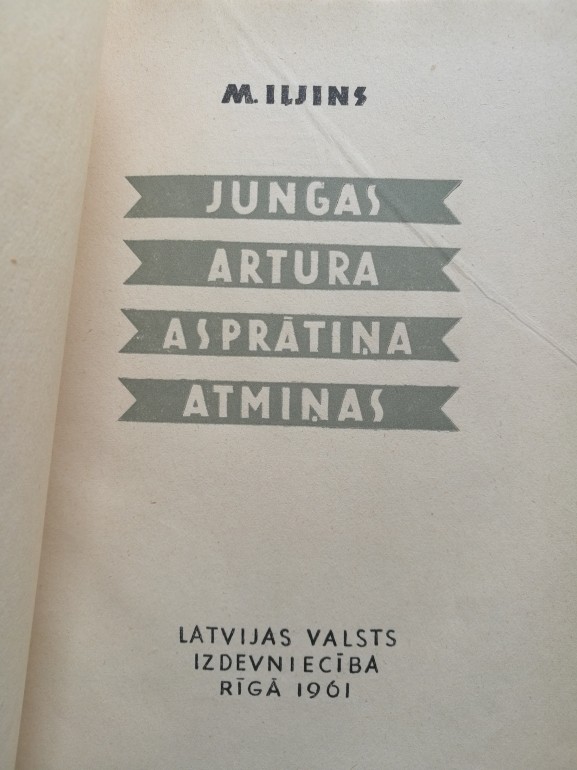 M. IĻJINS
JUNGAS
ARTURA
ASPRĀTIŅA
ATMIŅAS
LATVIJAS VALSTS
IZDEVNIECĪBA
RĪGĀ 1961